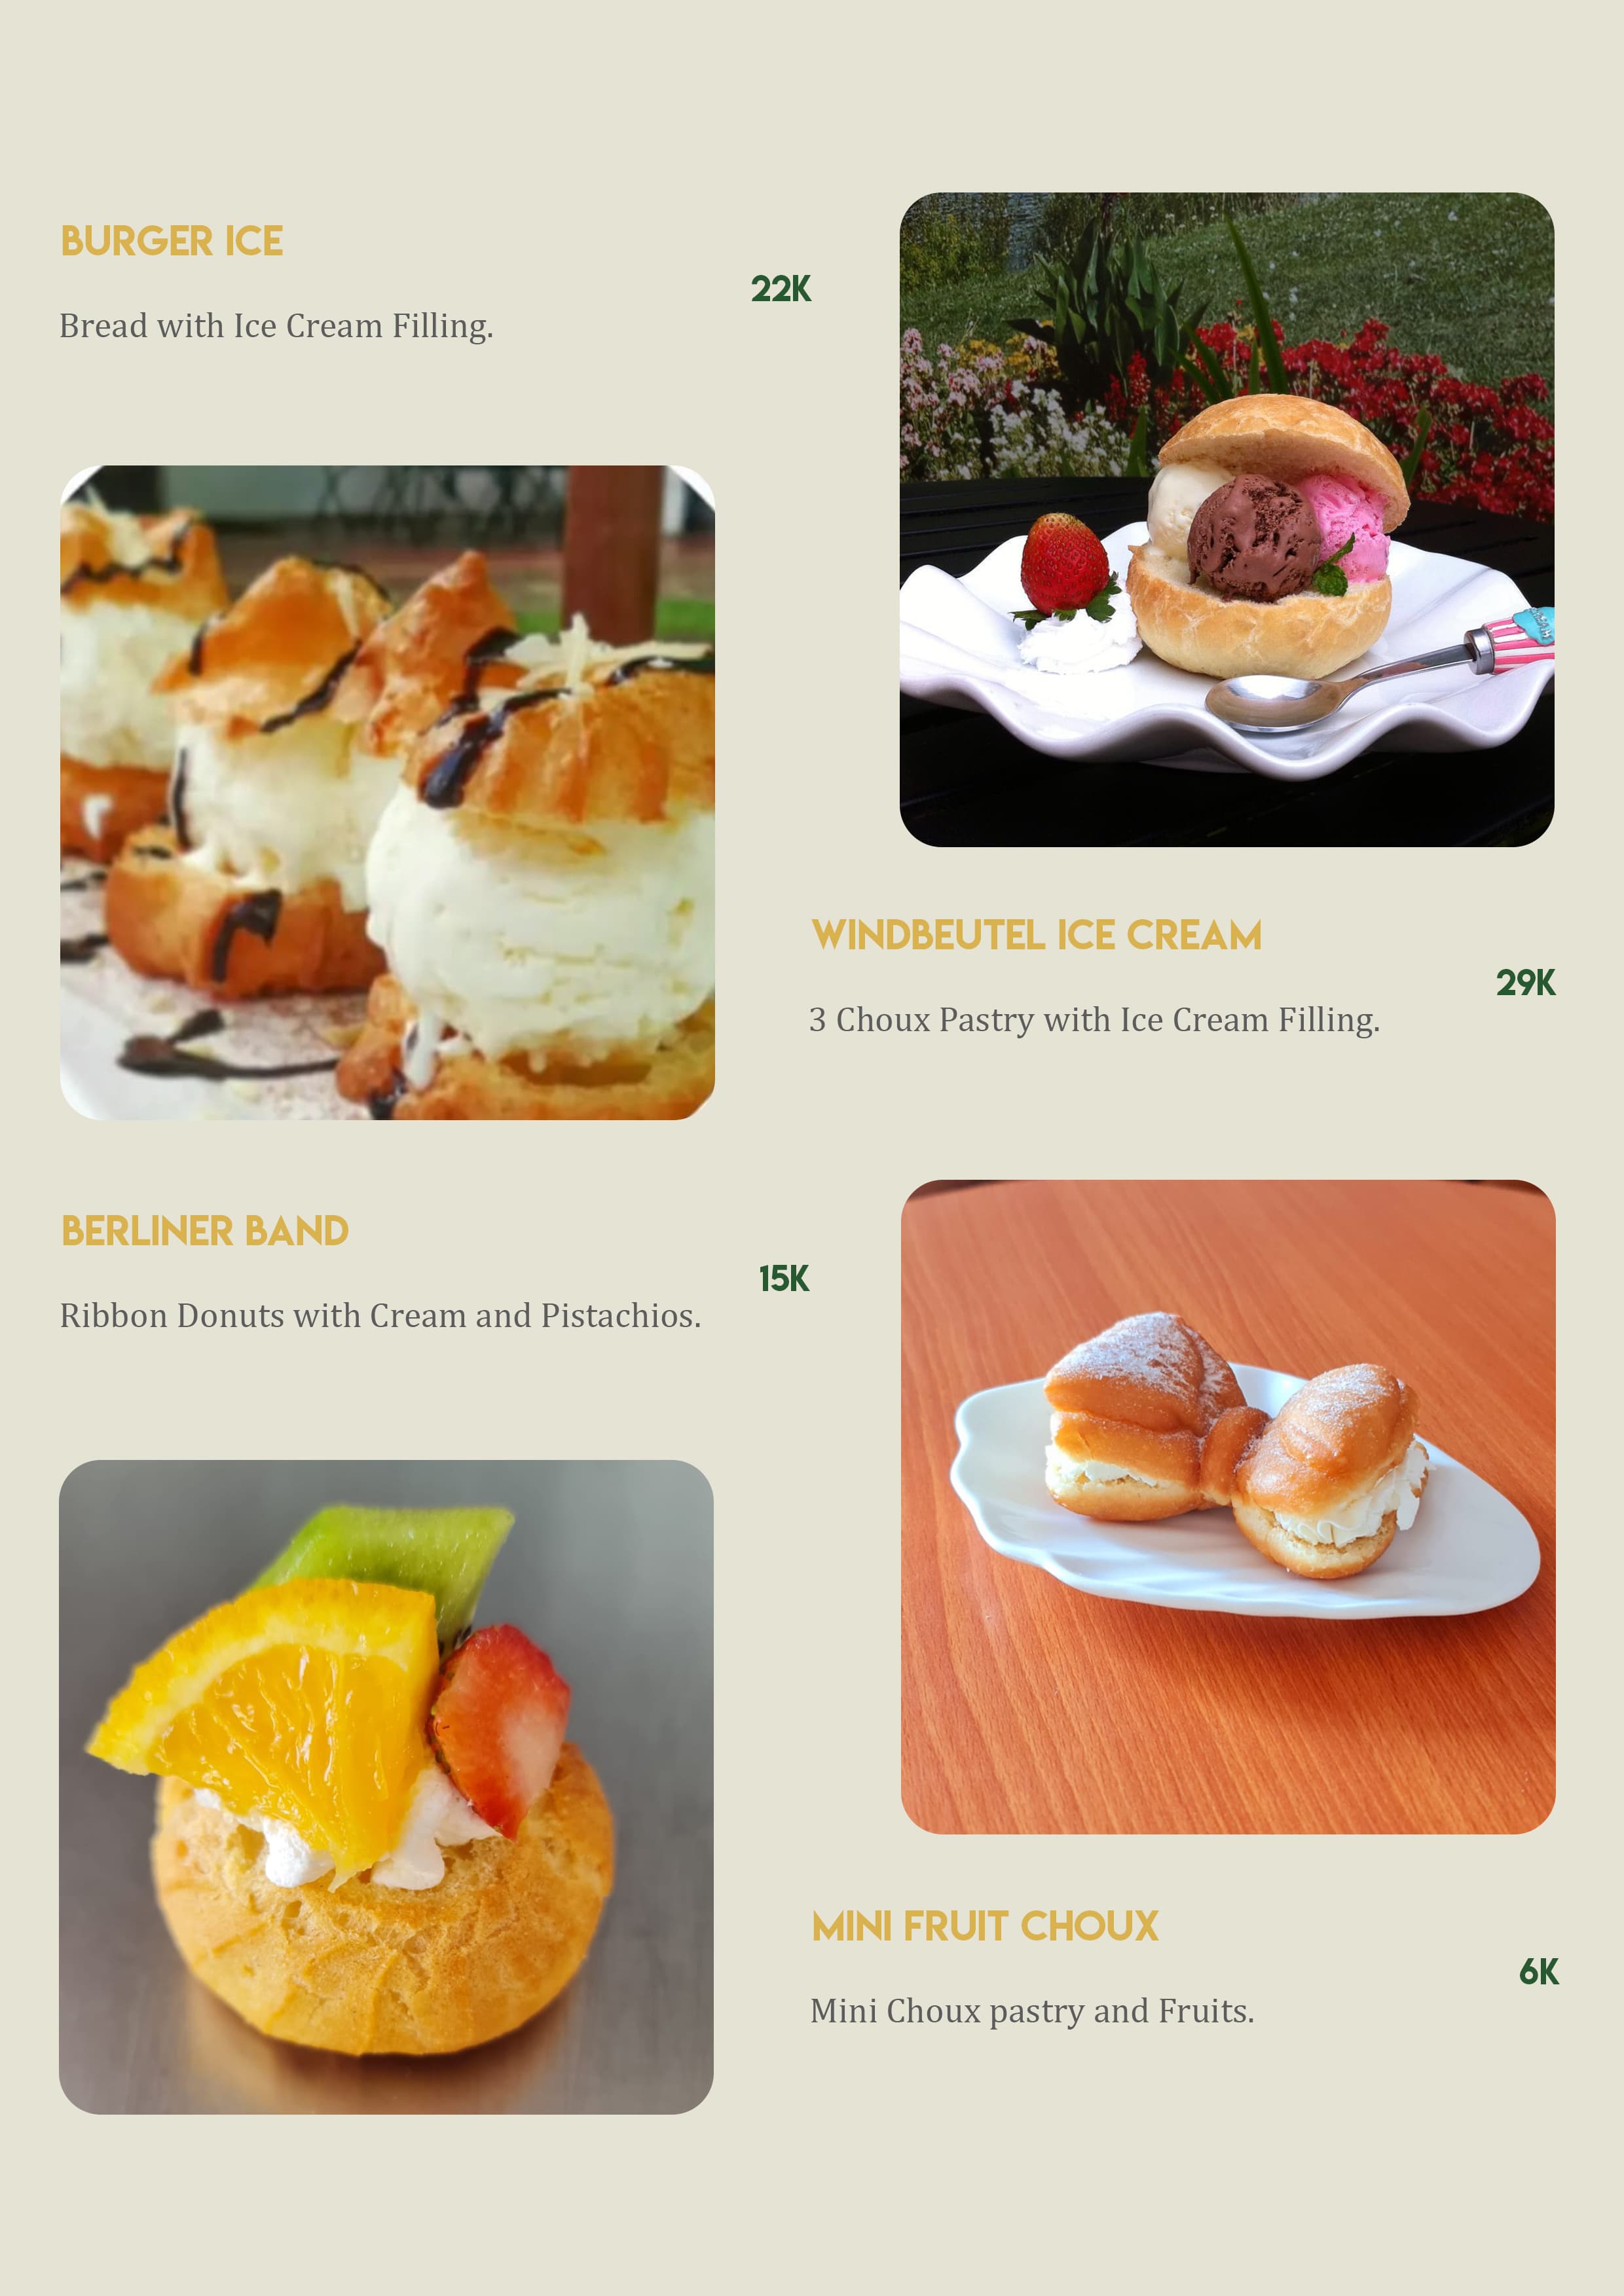 BURGER ICE
22K
Bread with Ice Cream Filling.
WINDBEUTEL ICE CREAM
29K
3 Choux Pastry with Ice Cream Filling.
BERLINER BAND
15K
Ribbon Donuts with Cream and Pistachios.
MINI FRUIT CHOUX
6K
Mini Choux pastry and Fruits.